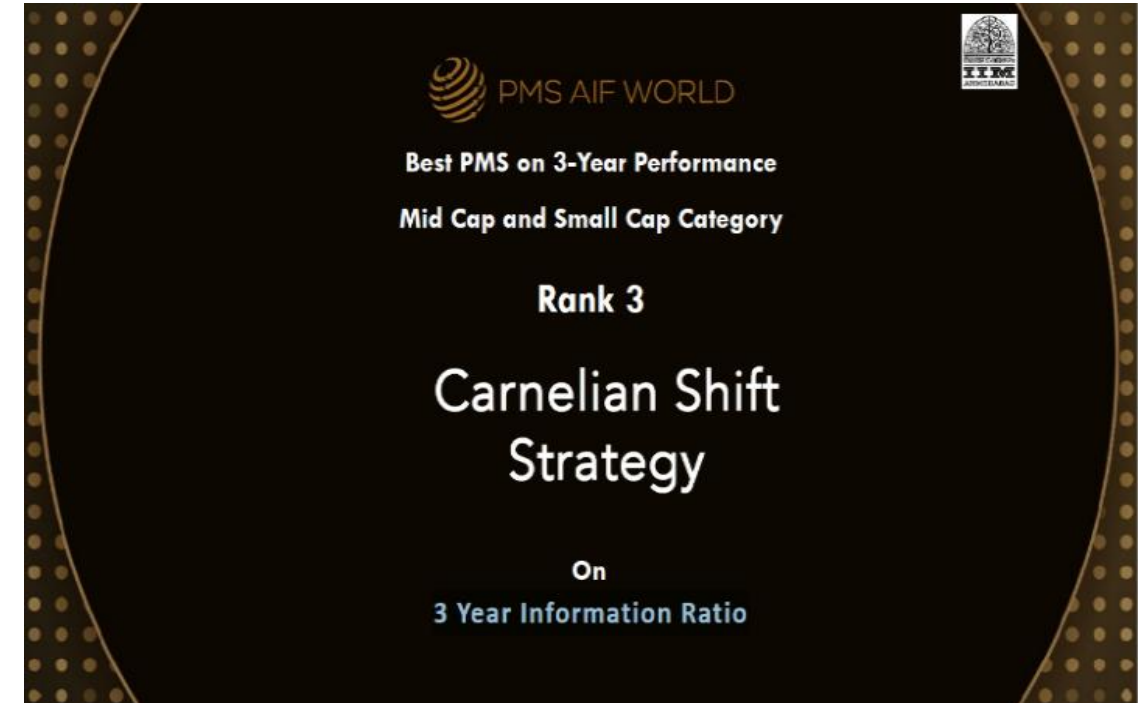 PMS AIF WORLD
IIM
AHMEDABAD
Best PMS on 3-Year Performance
Mid Cap and Small Cap Category
Rank 3
Carnelian Shift
Strategy
On
3 Year Information Ratio